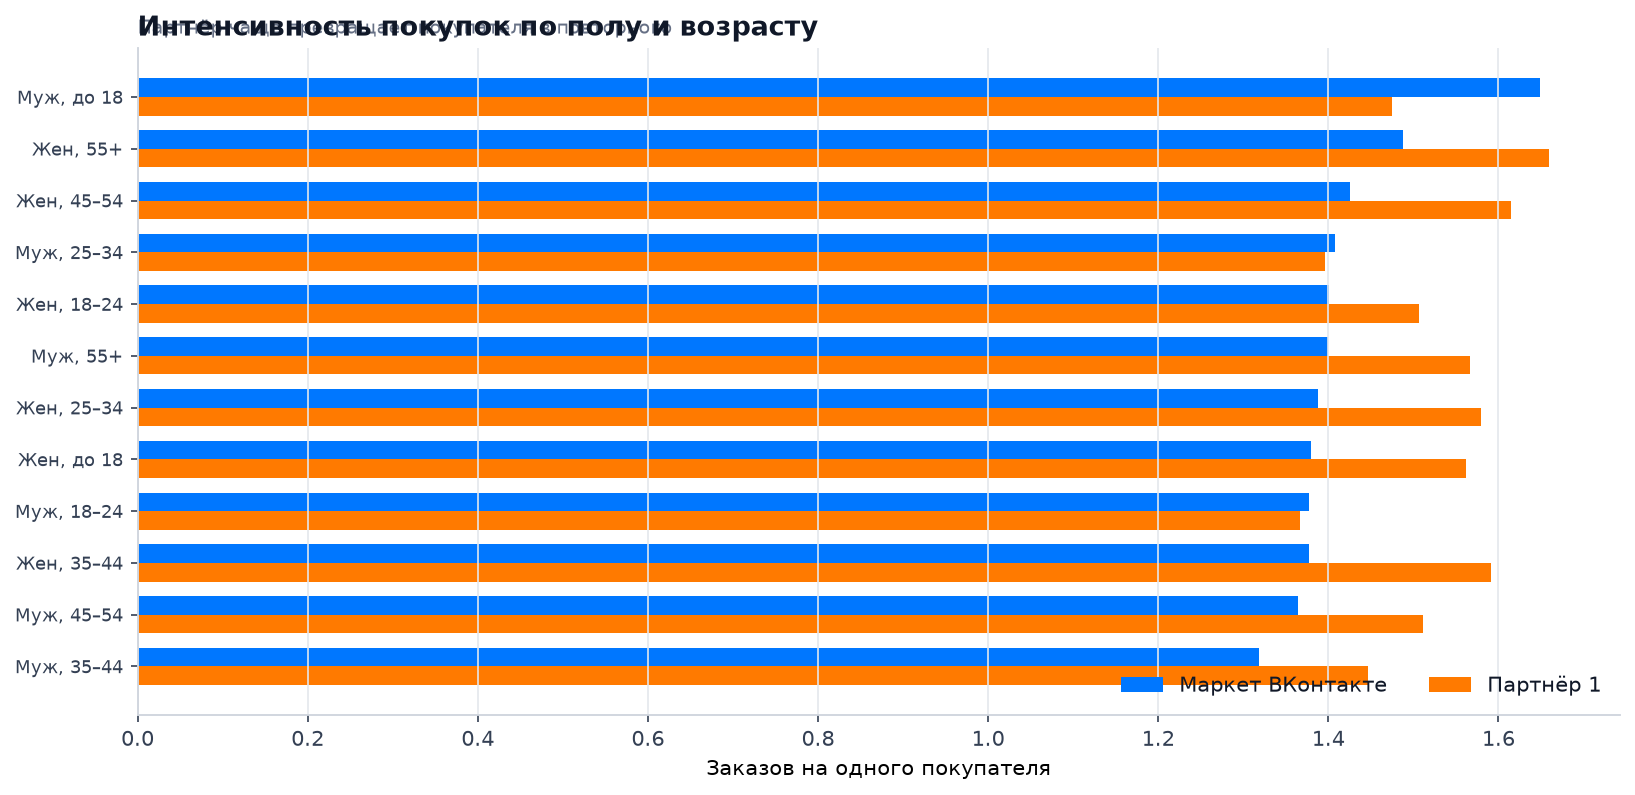 Интенсивность покупок по полу и возрасту
Муж, до 18
Жен, 55+
Жен, 45–54
Муж, 25–34
Жен, 18–24
Муж, 55+
Жен, 25–34
Жен, до 18
Муж, 18–24
Жен, 35–44
Муж, 45–54
Муж, 35–44
Маркет ВКонтакте Партнёр 1
0.0 0.2 0.4 0.6 0.8 1.0 1.2 1.4 1.6
Заказов на одного покупателя